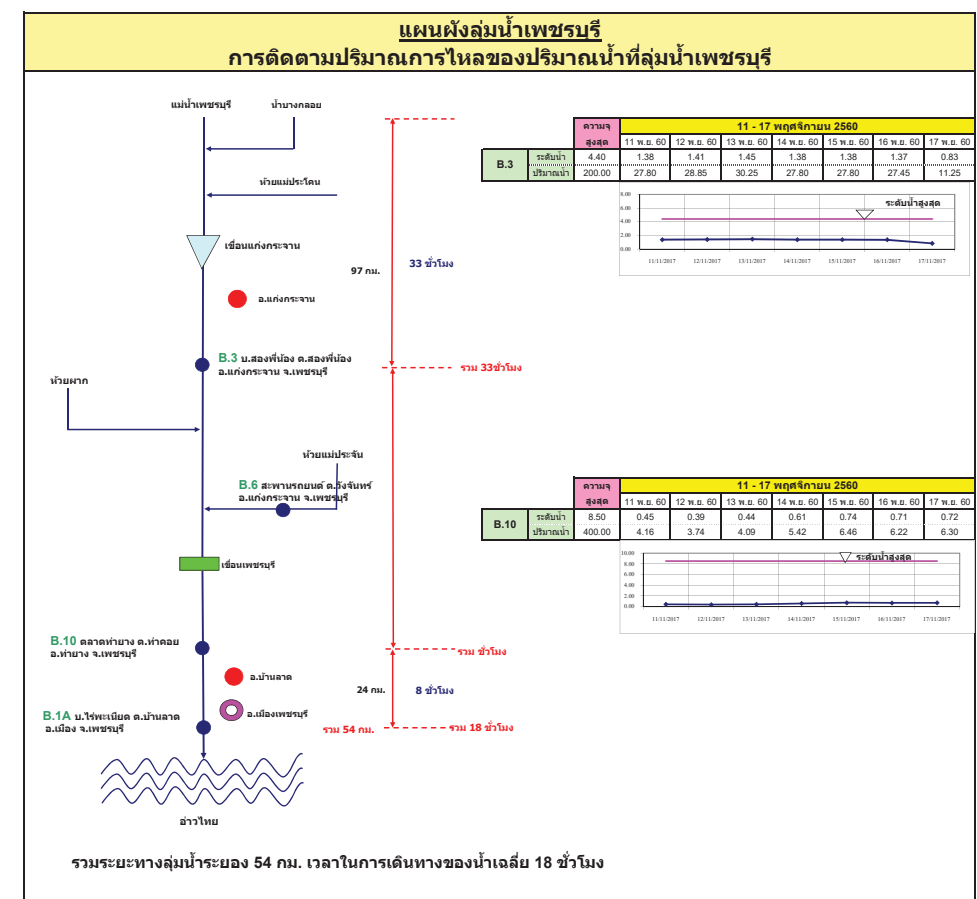 แผนผังลุ่มน้ำเพชรบุรี
การติดตามปริมาณการไหลของปริมาณน้ำที่ลุ่มน้ำเพชรบุรี
แม่น้ำเพชรบุรี น้ำบางกลอย
ห้วยแม่ประโดน
เขื่อนแก่งกระจาน
97 กม. 33 ชั่วโมง
อ.แก่งกระจาน
B.3 บ.สองพี่น้อง ต.สองพี่น้อง
อ.แก่งกระจาน จ.เพชรบุรี
รวม 33ชั่วโมง
ห้วยผาก
ห้วยแม่ประจัน
B.6 สะพานรถยนต์ ต.วังจันทร์
อ.แก่งกระจาน จ.เพชรบุรี
เขื่อนเพชรบุรี
B.10 ตลาดท่ายาง ต.ท่าคอย
อ.ท่ายาง จ.เพชรบุรี
รวม ชั่วโมง
อ.บ้านลาด
24 กม. 8 ชั่วโมง
อ.เมืองเพชรบุรี
B.1A บ.ไร่พะเนียด ต.บ้านลาด
อ.เมือง จ.เพชรบุรี
รวม 54 กม. รวม 18 ชั่วโมง
อ่าวไทย
รวมระยะทางลุ่มน้ำระยอง 54 กม. เวลาในการเดินทางของน้ำเฉลี่ย 18 ชั่วโมง
ความจุ 11 - 17 พฤศจิกายน 2560
สูงสุด 11 พ.ย. 60 12 พ.ย. 60 13 พ.ย. 60 14 พ.ย. 60 15 พ.ย. 60 16 พ.ย. 60 17 พ.ย. 60
B.3 ระดับน้ำ 4.40 1.38 1.41 1.45 1.38 1.38 1.37 0.83
ปริมาณน้ำ 200.00 27.80 28.85 30.25 27.80 27.80 27.45 11.25
ระดับน้ำสูงสุด
8.00
6.00
4.00
2.00
0.00
11/11/2017 12/11/2017 13/11/2017 14/11/2017 15/11/2017 16/11/2017 17/11/2017
ความจุ 11 - 17 พฤศจิกายน 2560
สูงสุด 11 พ.ย. 60 12 พ.ย. 60 13 พ.ย. 60 14 พ.ย. 60 15 พ.ย. 60 16 พ.ย. 60 17 พ.ย. 60
B.10 ระดับน้ำ 8.50 0.45 0.39 0.44 0.61 0.74 0.71 0.72
ปริมาณน้ำ 400.00 4.16 3.74 4.09 5.42 6.46 6.22 6.30
ระดับน้ำสูงสุด
10.00
8.00
6.00
4.00
2.00
0.00
11/11/2017 12/11/2017 13/11/2017 14/11/2017 15/11/2017 16/11/2017 17/11/2017